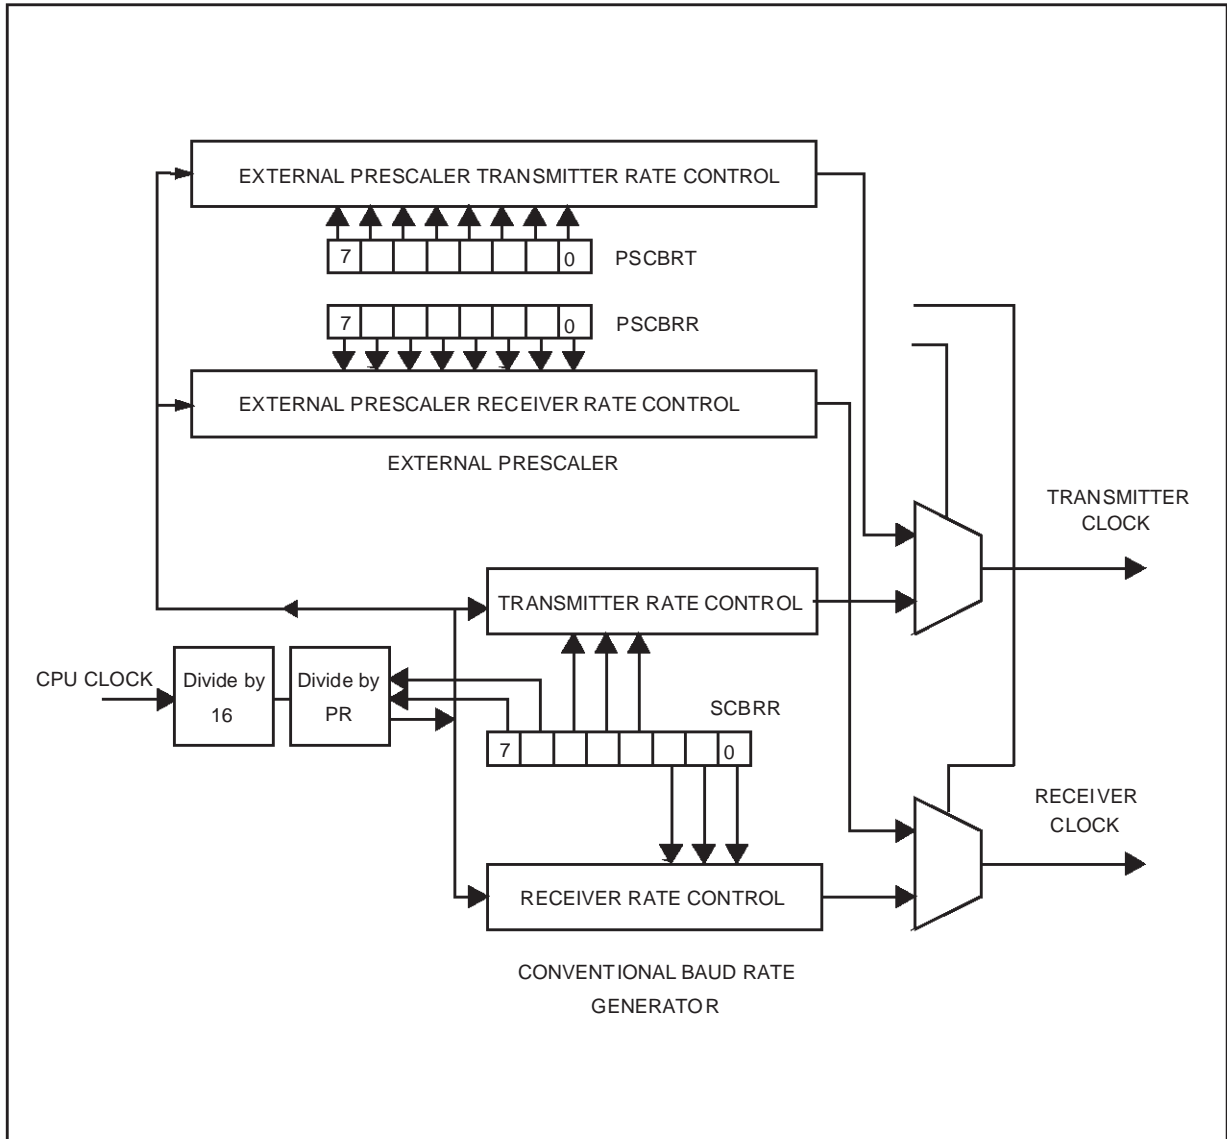 EXTERNAL PRESCALER TRANSMITTER RATE CONTROL
7 0 PSCBRT
7 0 PSCBRR
EXTERNAL PRESCALER RECEIVER RATE CONTROL
EXTERNAL PRESCALER
TRANSMITTER
CLOCK
TRANSMITTER RATE CONTROL
CPU CLOCK
Divide by
16
Divide by
PR
SCBRR
7 0
RECEIVER
CLOCK
RECEIVER RATE CONTROL
CONVENTIONAL BAUD RATE
GENERATOR